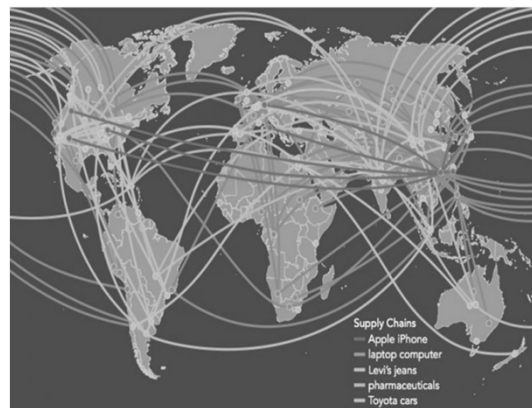 Supply Chains
Apple iPhone
laptop computer
Levi's jeans
pharmaceuticals
Toyota cars